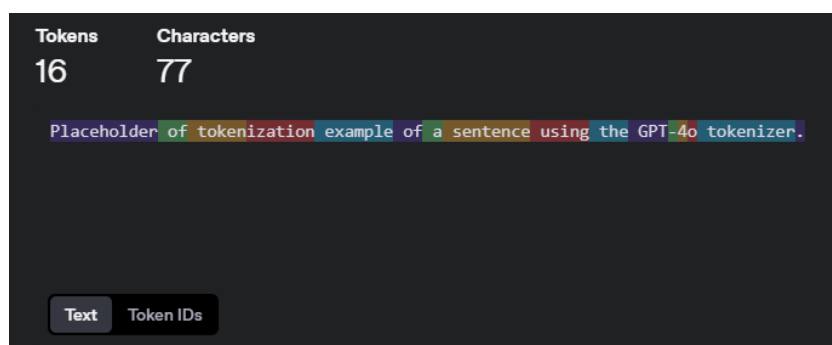 Tokens Characters
16 77
Placeholder of tokenization example of a sentence using the GPT-4o tokenizer.
Text Token IDs